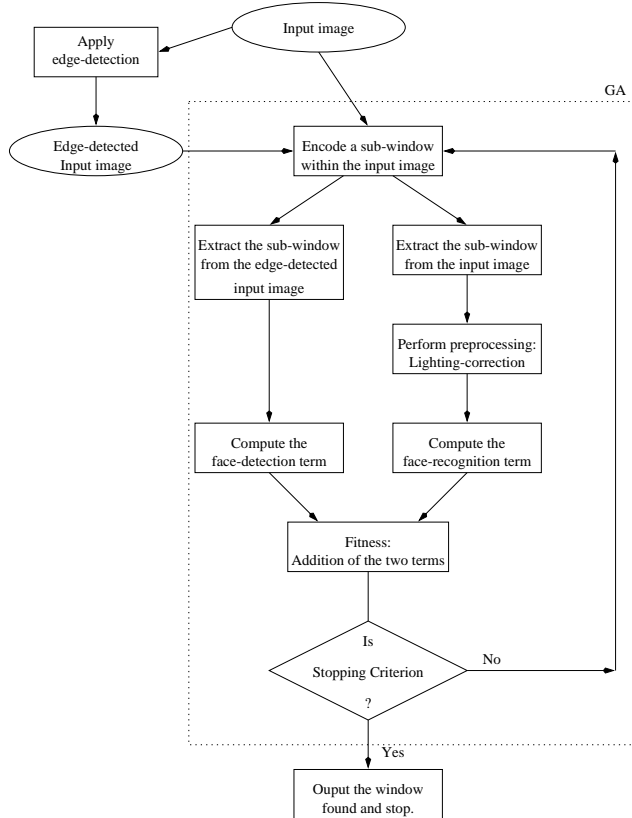 Input image
Apply
edge-detection
GA
Edge-detected
Input image
Encode a sub-window
within the input image
Extract the sub-window
from the edge-detected
input image
Extract the sub-window
from the input image
Perform preprocessing:
Lighting-correction
Compute the
face-detection term
Compute the
face-recognition term
Fitness:
Addition of the two terms
Is
Stopping Criterion
?
No
Yes
Ouput the window
found and stop.